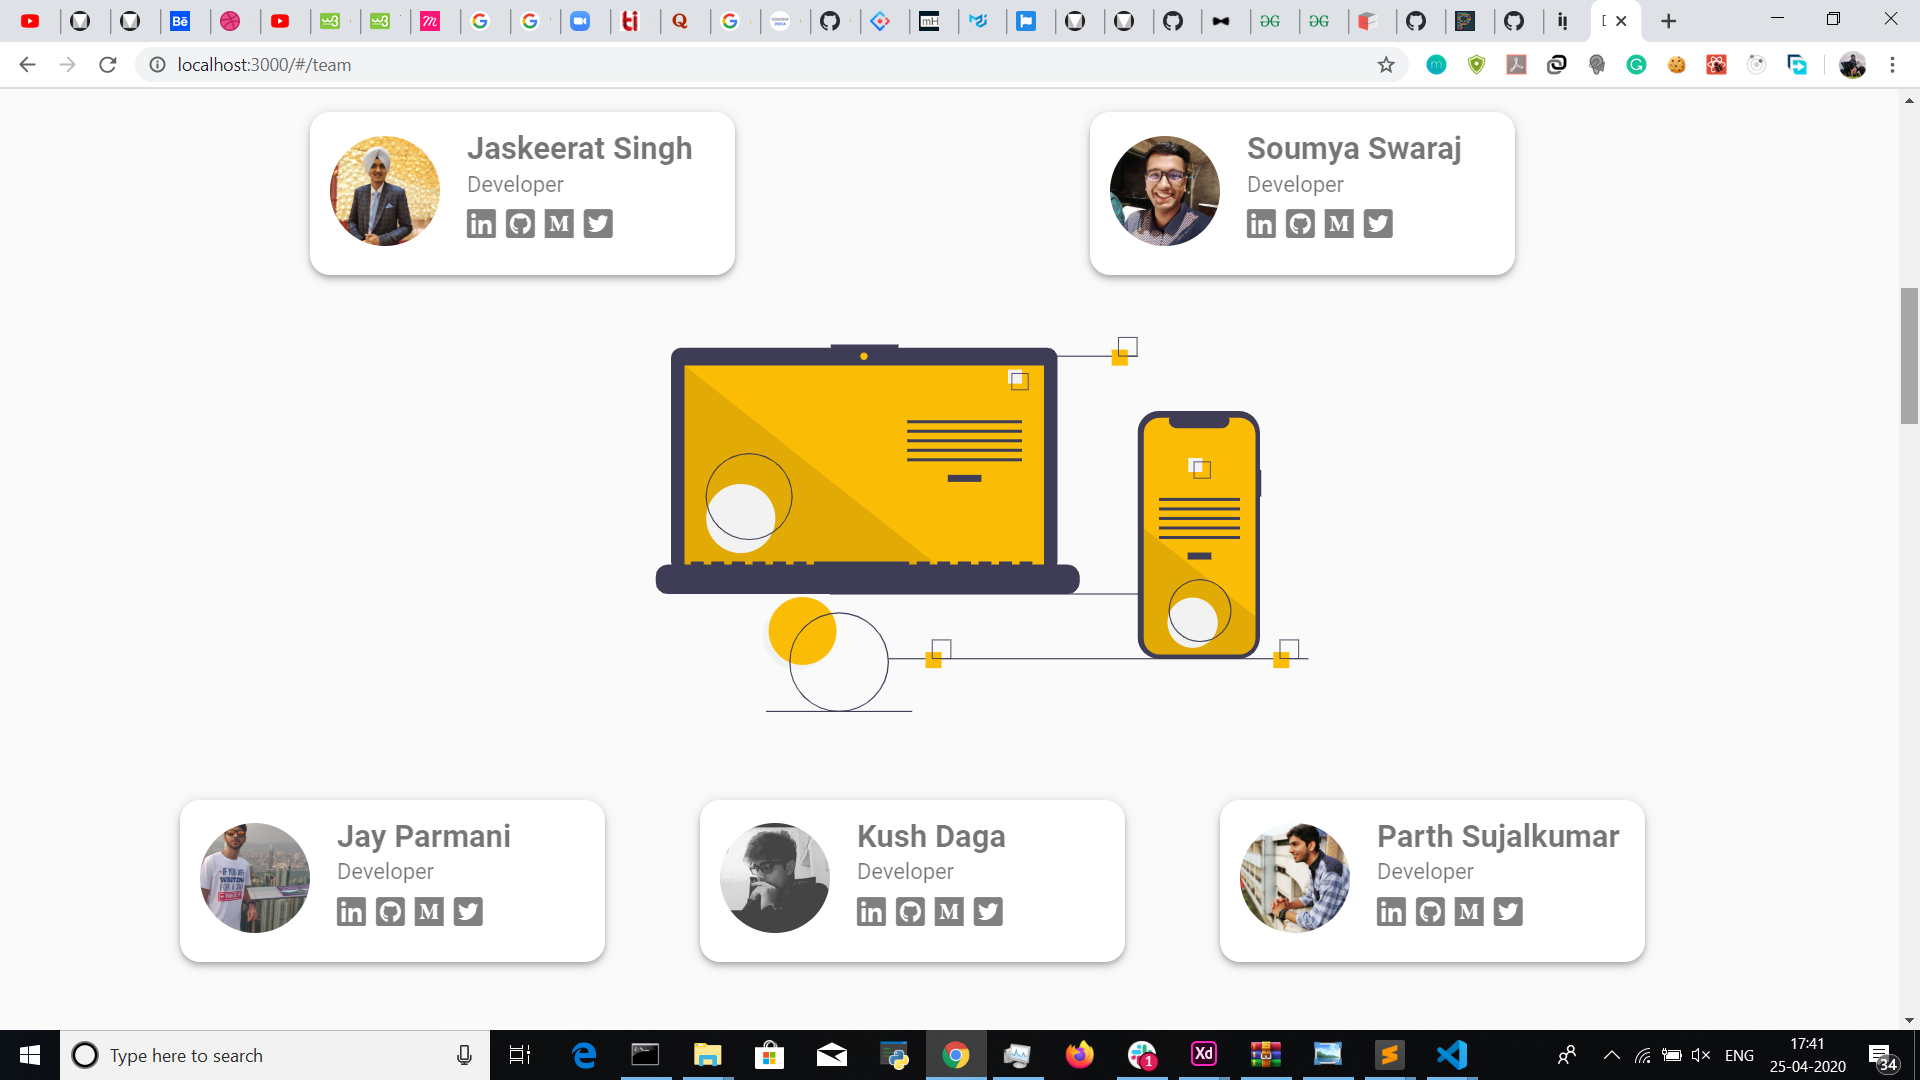 localhost:3000/#/team
Jaskeerat Singh
Developer
Soumya Swaraj
Developer
Jay Parmani
Developer
Kush Daga
Developer
Parth Sujalkumar
Developer
Type here to search
ENG
17:41
25-04-2020
34